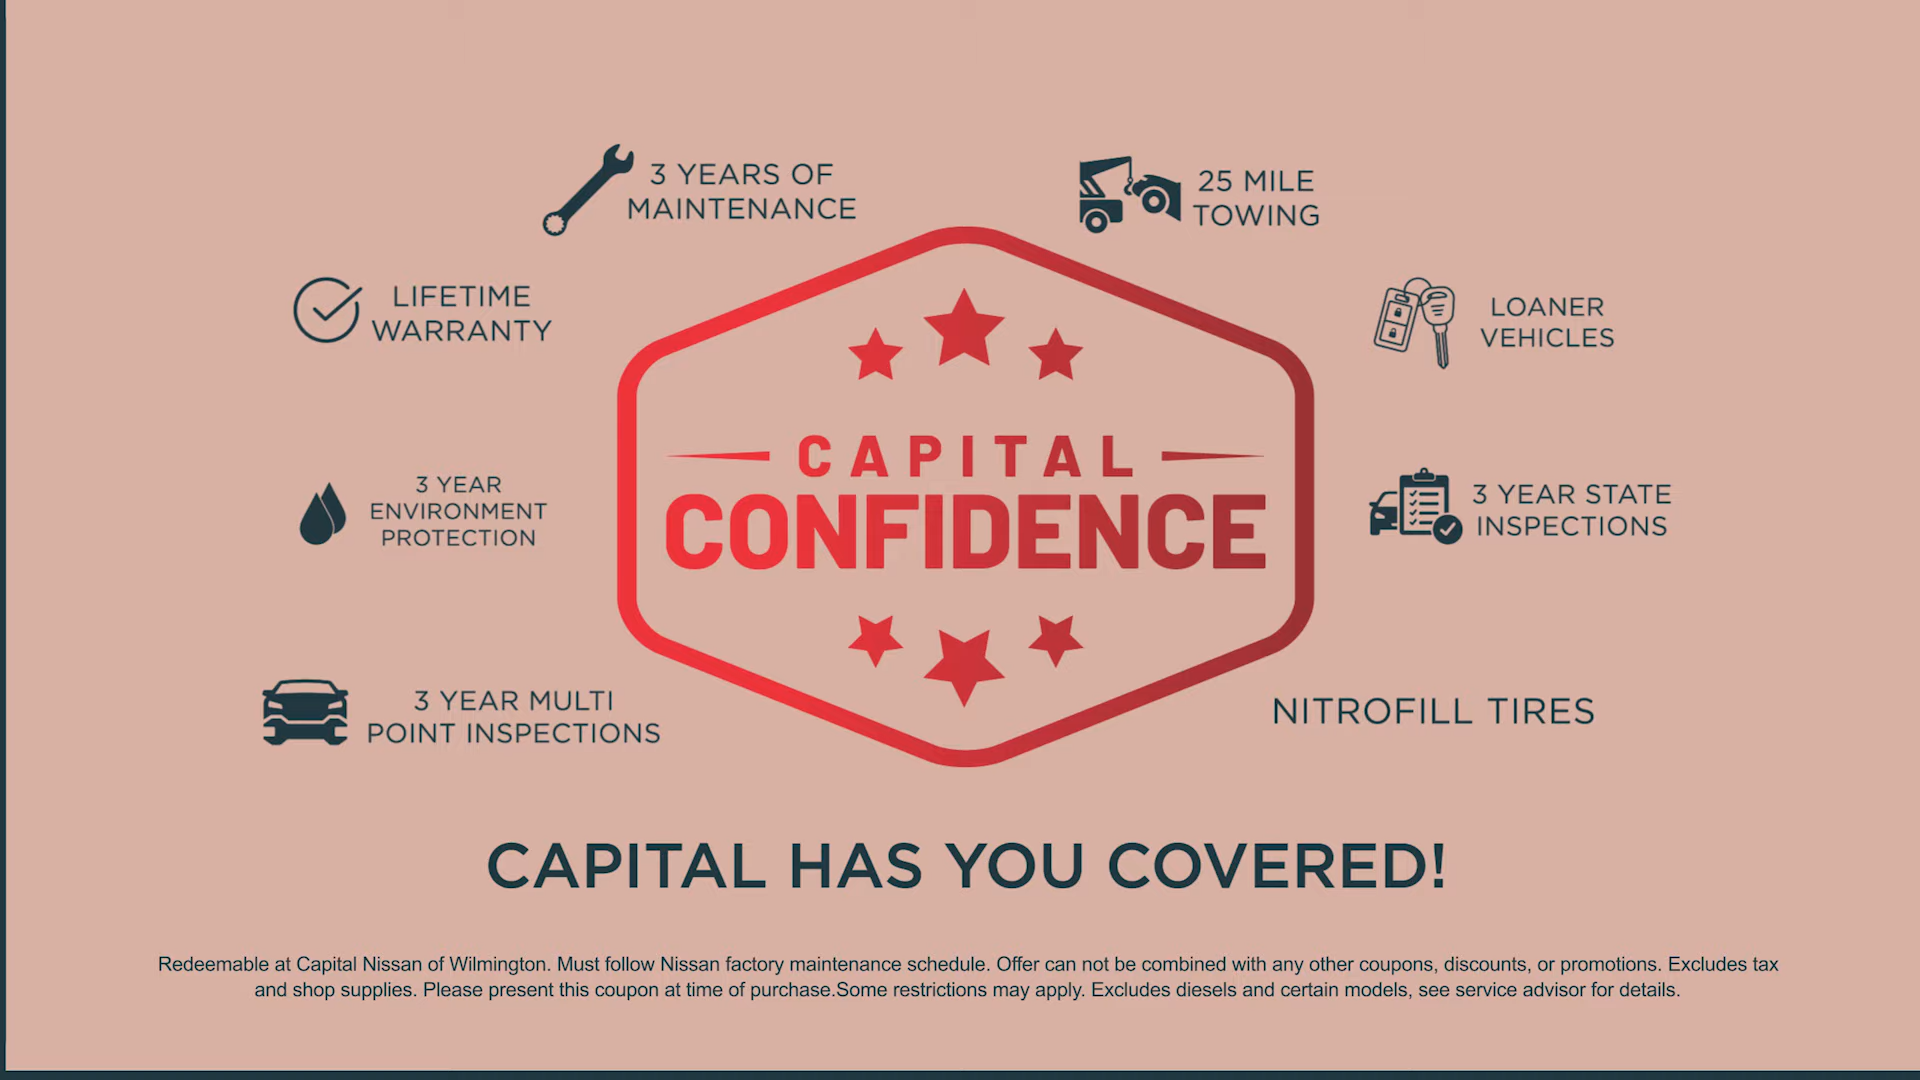 3 YEARS OF
MAINTENANCE
25 MILE
TOWING
LIFETIME
WARRANTY
LOANER
VEHICLES
CAPITAL
CONFIDENCE
3 YEAR
ENVIRONMENT
PROTECTION
3 YEAR STATE
INSPECTIONS
3 YEAR MULTI
POINT INSPECTIONS
NITROFILL TIRES
CAPITAL HAS YOU COVERED!
Redeemable at Capital Nissan of Wilmington. Must follow Nissan factory maintenance schedule. Offer can not be combined with any other coupons, discounts, or promotions. Excludes tax
and shop supplies. Please present this coupon at time of purchase.Some restrictions may apply. Excludes diesels and certain models, see service advisor for details.